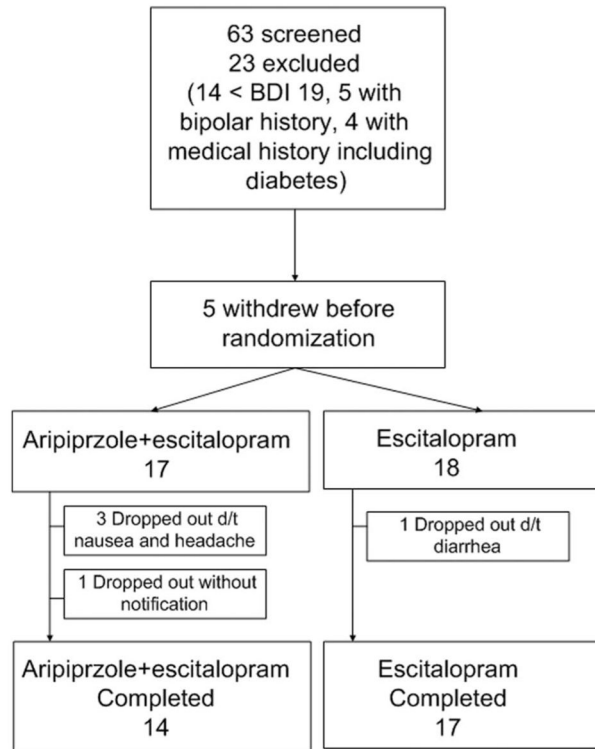 63 screened
23 excluded
(14 < BDI 19, 5 with
bipolar history, 4 with
medical history including
diabetes)
5 withdrew before
randomization
Aripiprzole+escitalopram
17
Escitalopram
18
3 Dropped out d/t
nausea and headache
1 Dropped out d/t
diarrhea
1 Dropped out without
notification
Aripiprzole+escitalopram
Completed
14
Escitalopram
Completed
17